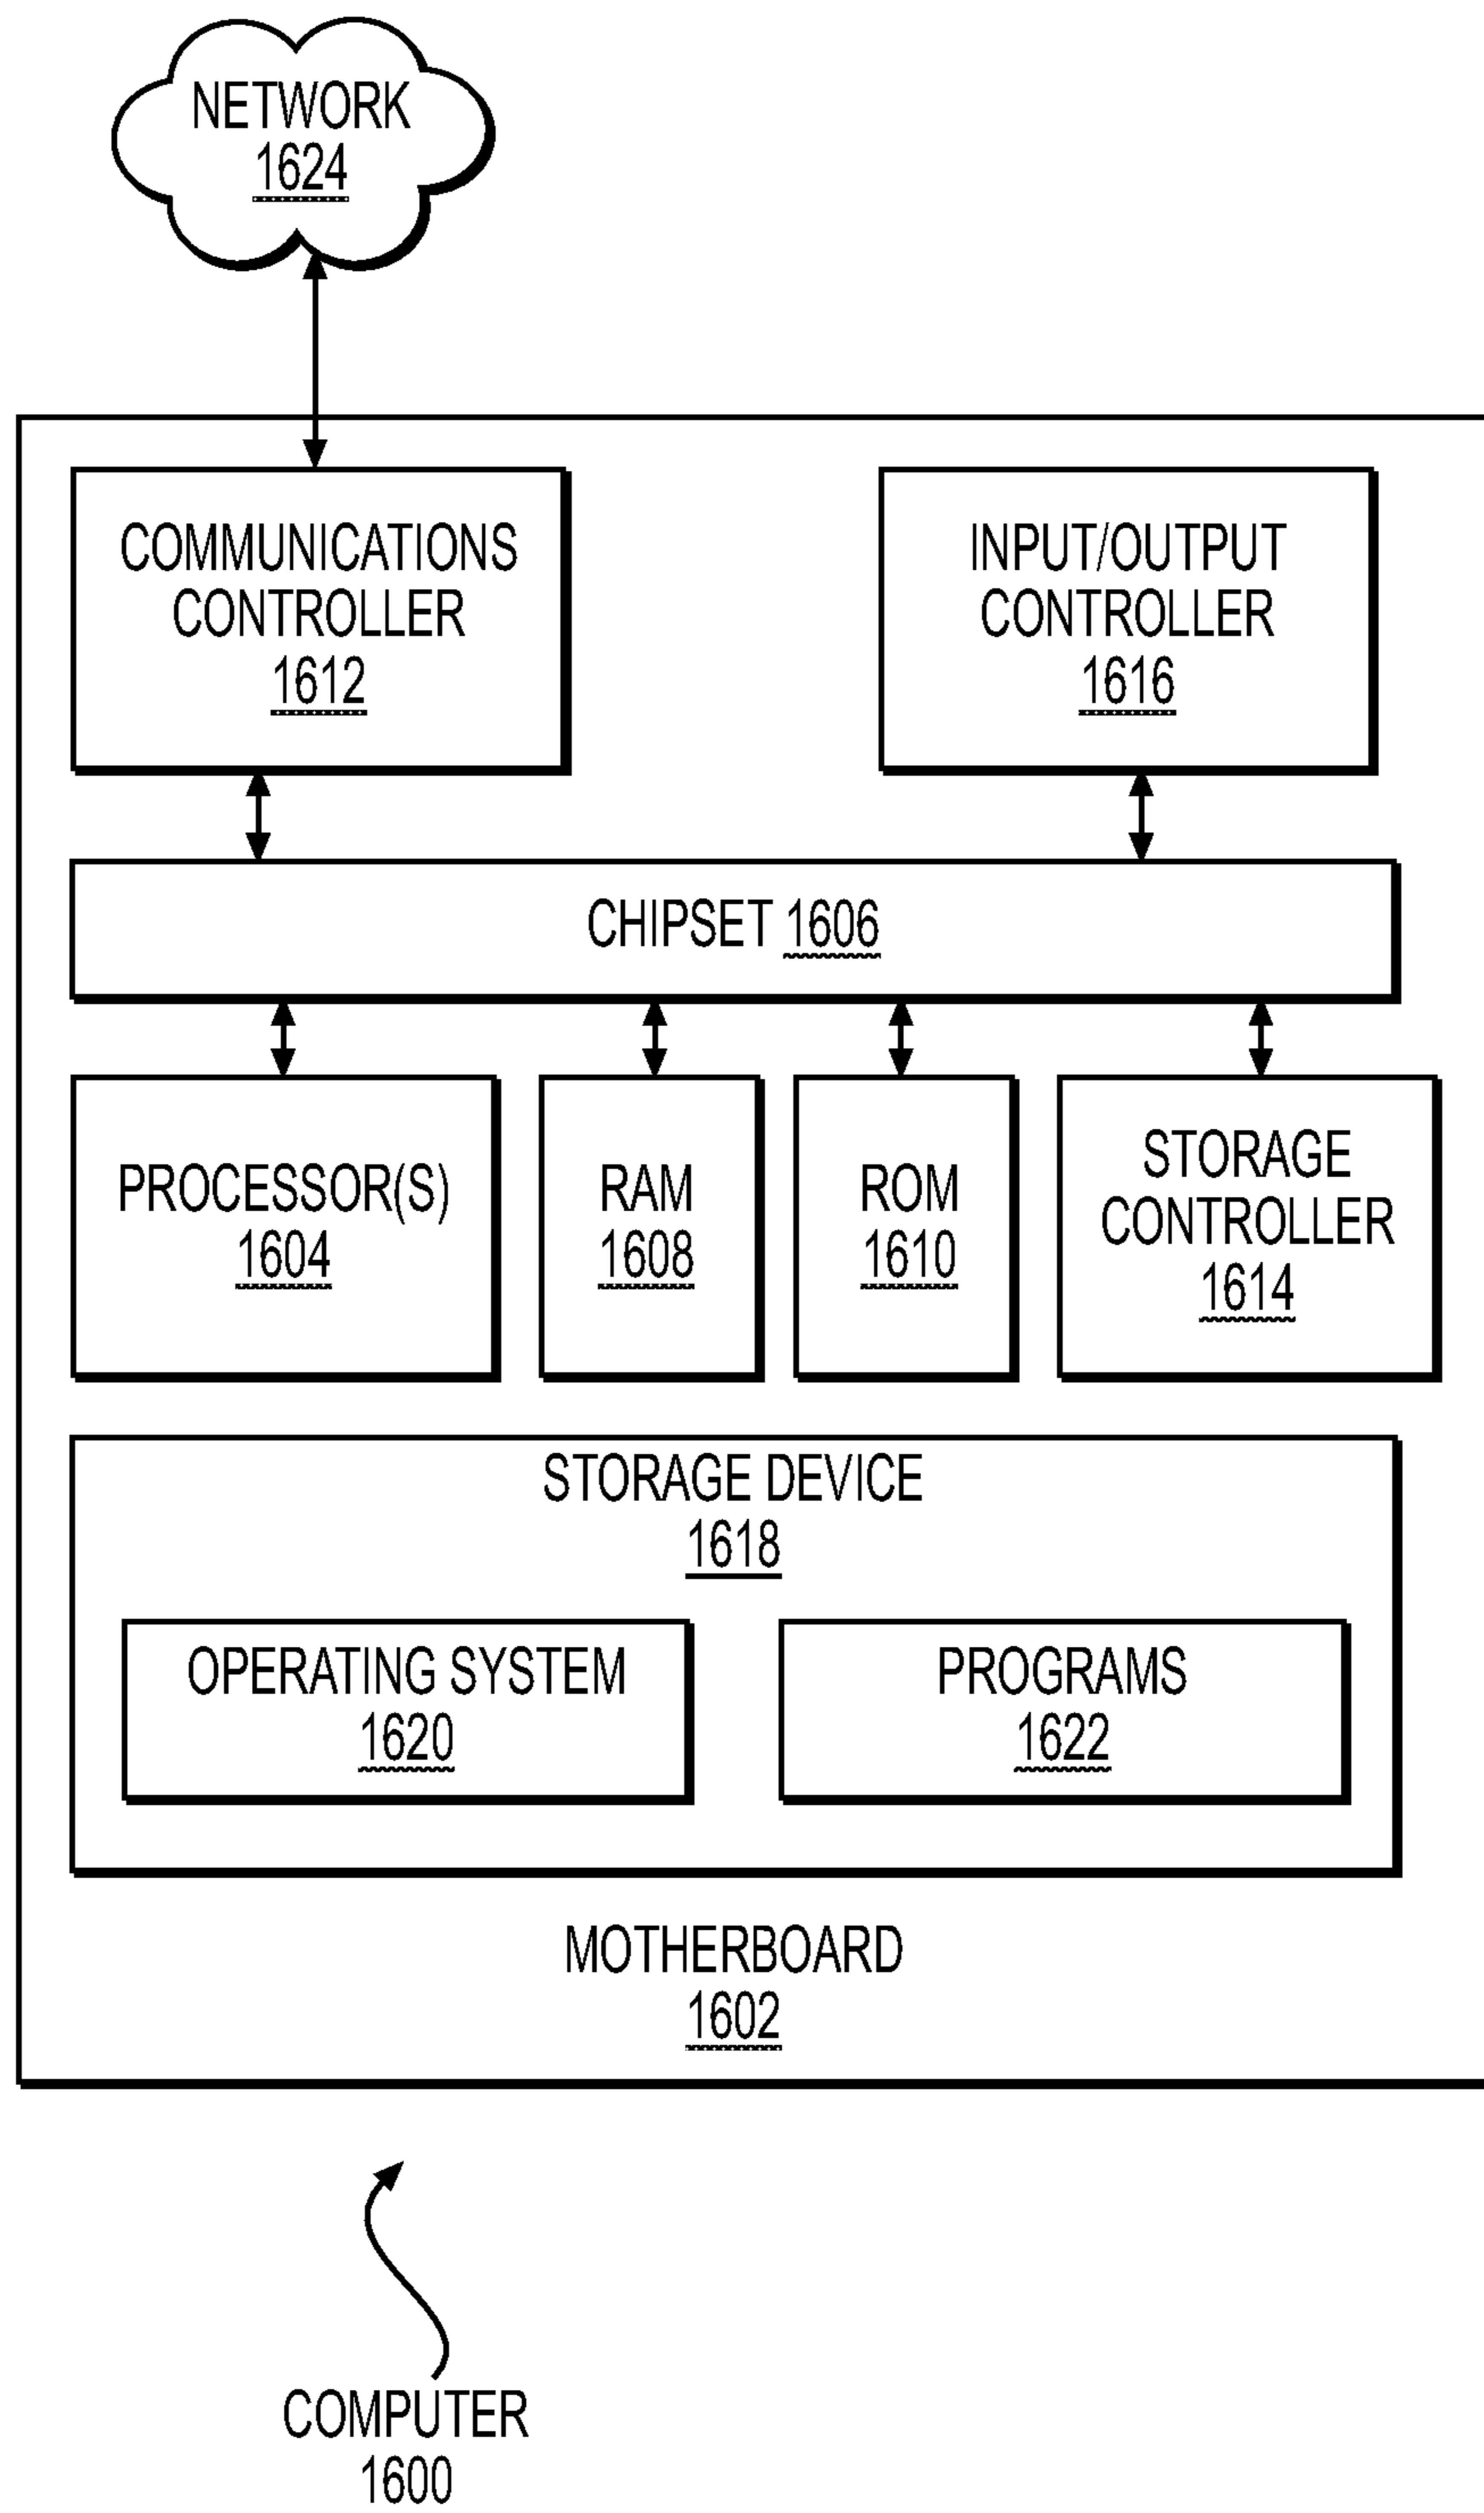 NETWORK
1624
COMMUNICATIONS
CONTROLLER
1612
INPUT/OUTPUT
CONTROLLER
1616
CHIPSET 1606
PROCESSOR(S)
1604
RAM
1608
ROM
1610
STORAGE
CONTROLLER
1614
STORAGE DEVICE
1618
OPERATING SYSTEM
1620
PROGRAMS
1622
MOTHERBOARD
1602
COMPUTER
1600